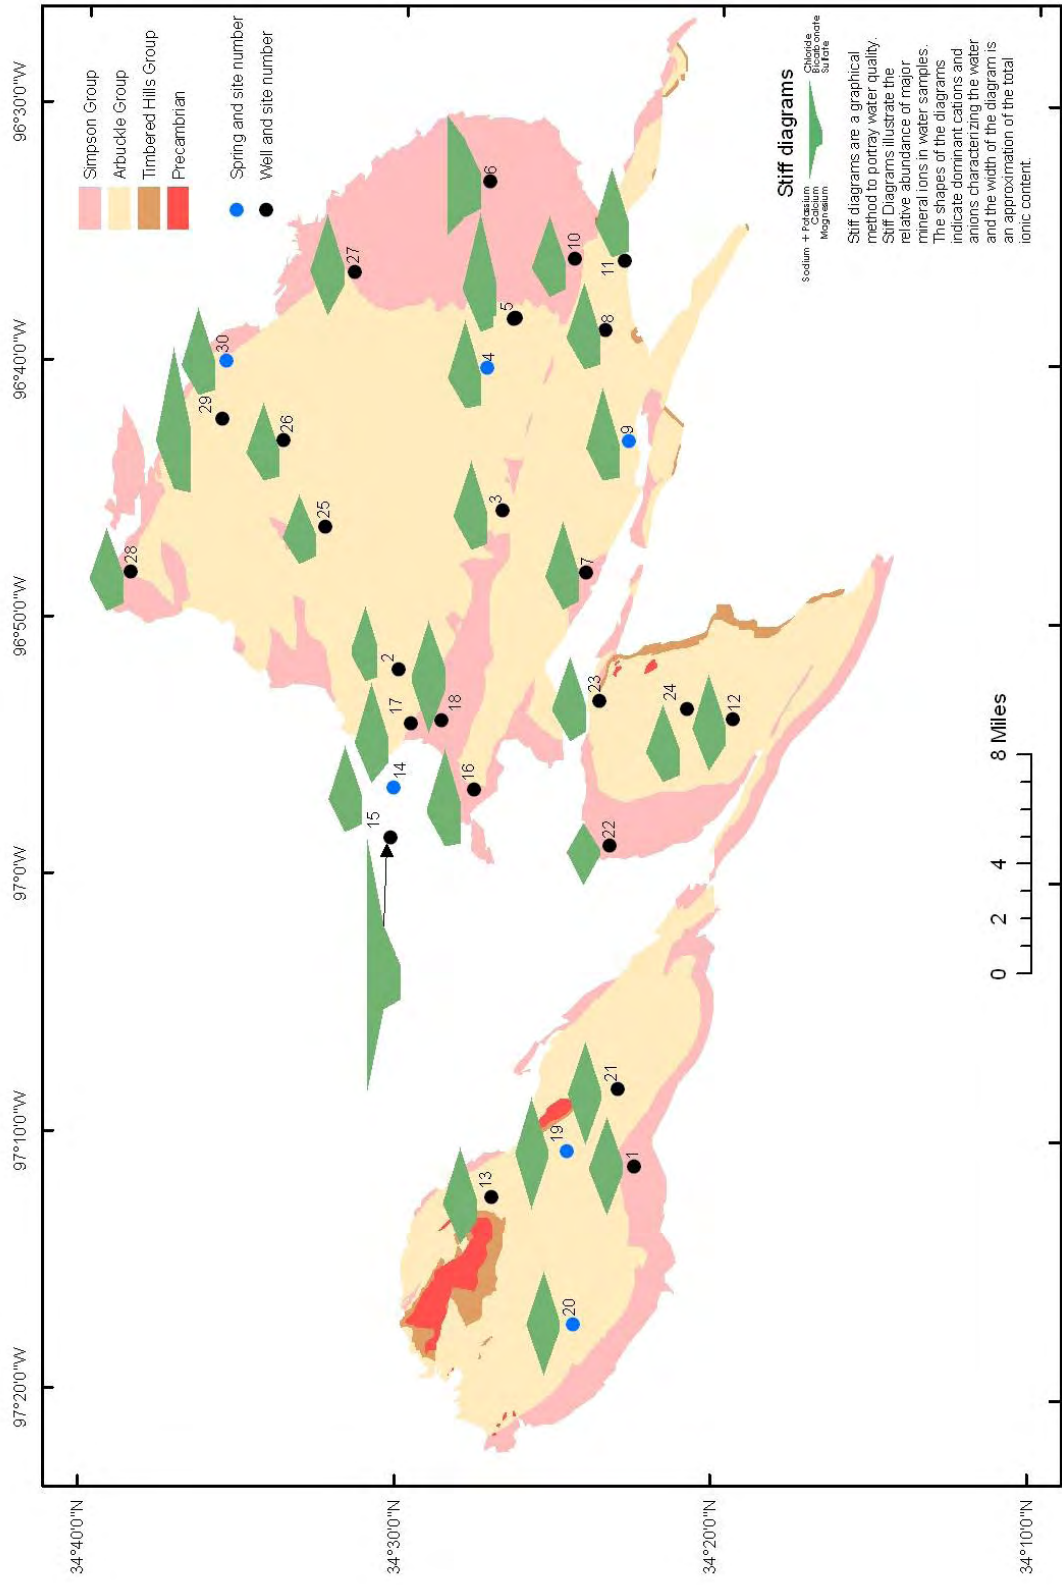 96°30'0"W
96°40'0"W
96°50'0"W
97°0'0"W
97°10'0"W
97°20'0"W
34°40'0"N
34°30'0"N
34°20'0"N
34°10'0"N
Simpson Group
Arbuckle Group
Timbered Hills Group
Precambrian
Spring and site number
Well and site number
28
29
30
27
26
25
6
5
4
10
11
8
9
3
7
2
17
18
14
15
16
23
24
12
22
21
19
1
13
20
0 2 4 8 Miles
Stiff diagrams
Sodium + Potassium
Calcium
Magnesium
Chloride
Bicarbonate
Sulfate
Stiff diagrams are a graphical
method to portray water quality.
Stiff Diagrams illustrate the
relative abundance of major
mineral ions in water samples.
The shapes of the diagrams
indicate dominant cations and
anions characterizing the water
and the width of the diagram is
an approximation of the total
ionic content.